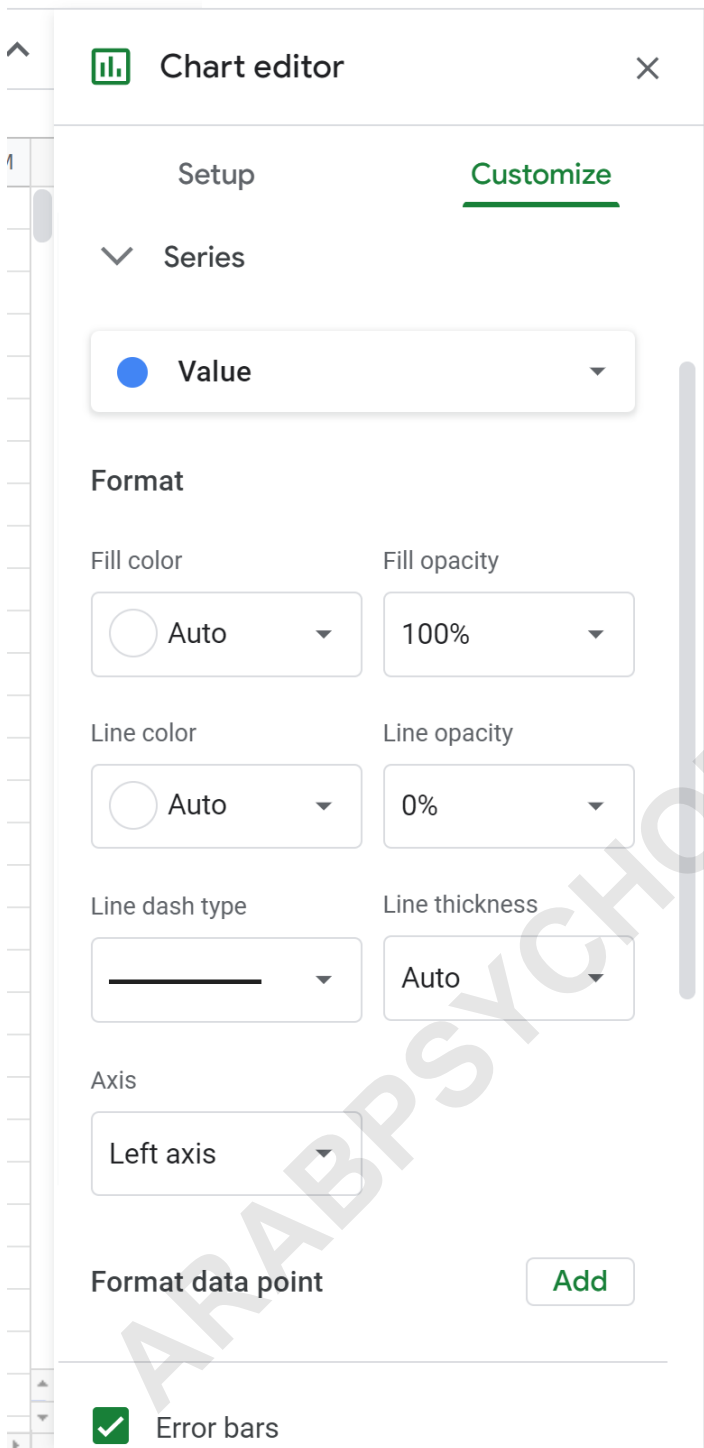 Chart editor
M
Setup Customize
Series
Value
Format
Fill color Fill opacity
Auto 100%
Line color Line opacity
Auto 0%
Line dash type Line thickness
Auto
Axis
Left axis
Format data point Add
Error bars
ARABPSYCHO